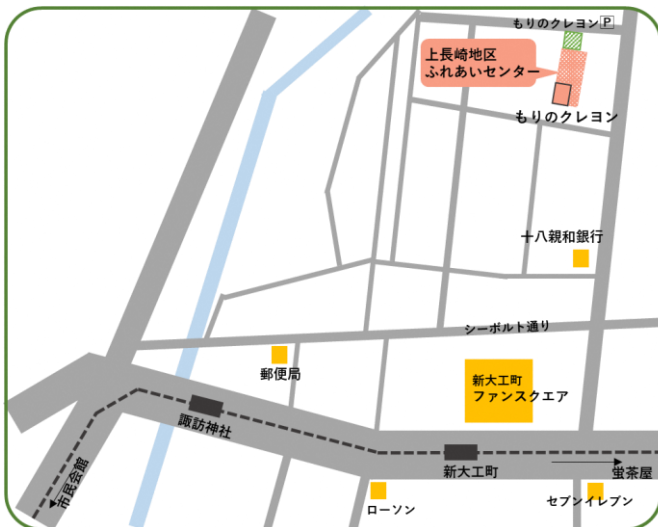 もりのクレヨン🄿
上長崎地区
ふれあいセンター
もりのクレヨン
十八親和銀行
シーボルト通り
郵便局
新大工町
ファンスクエア
諏訪神社
新大工町
蛍茶屋
市民会館
ローソン
セブンイレブン